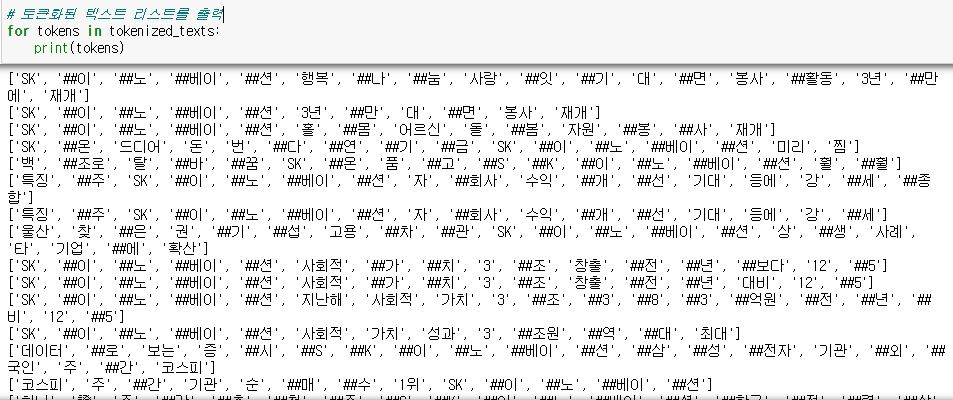 # 토큰화된 텍스트 리스트를 출력
for tokens in tokenized_texts:
print(tokens)
['SK', '##이', '##노', '##베이', '##션', '행복', '##나', '##눔', '사랑', '##잇', '##기', '대', '##면', '봉사', '##활동', '3년', '##만
에', '재개']
['SK', '##이', '##노', '##베이', '##션', '3년', '##만', '대', '##면', '봉사', '재개']
['SK', '##이', '##노', '##베이', '##션', '홀', '##몸', '어르신', '돌', '##봄', '자원', '##봉', '##사', '재개']
['SK', '##온', '드디어', '돈', '번', '##다', '##연', '##기', '##금', 'SK', '##이', '##노', '##베이', '##션', '미리', '찜']
['백', '##조로', '탈', '##바', '##꿈', 'SK', '##온', '품', '##고', '##S', '##K', '##이', '##노', '##베이', '##션', '훨', '##훨']
['특징', '##주', 'SK', '##이', '##노', '##베이', '##션', '자', '##회사', '수익', '##개', '##선', '기대', '등에', '강', '##세', '##종
합']
['특징', '##주', 'SK', '##이', '##노', '##베이', '##션', '자', '##회사', '수익', '##개', '##선', '기대', '등에', '강', '##세']
['울산', '찾', '##은', '권', '##기', '##섭', '고용', '##차', '##관', 'SK', '##이', '##노', '##베이', '##션', '상', '##생', '사례',
'타', '기업', '##에', '확산']
['SK', '##이', '##노', '##베이', '##션', '사회적', '##가', '##치', '3', '##조', '창출', '##전', '##년', '##보다', '12', '##5']
['SK', '##이', '##노', '##베이', '##션', '사회적', '##가', '##치', '3', '##조', '창출', '##전', '##년', '대비', '12', '##5']
['SK', '##이', '##노', '##베이', '##션', '지난해', '사회적', '가치', '3', '##조', '##3', '##8', '##3', '##억원', '##전', '##년', '##
비', '12', '##5']
['SK', '##이', '##노', '##베이', '##션', '사회적', '가치', '성과', '3', '##조원', '##역', '##대', '최대']
['데이터', '##로', '보는', '증', '##시', '##S', '##K', '##이', '##노', '##베이', '##션', '##삼', '##성', '##전자', '기관', '##외', '##
국인', '주', '##간', '코스피']
['코스피', '주', '##간', '기관', '순', '##매', '##수', '1위', 'SK', '##이', '##노', '##베이', '##션']